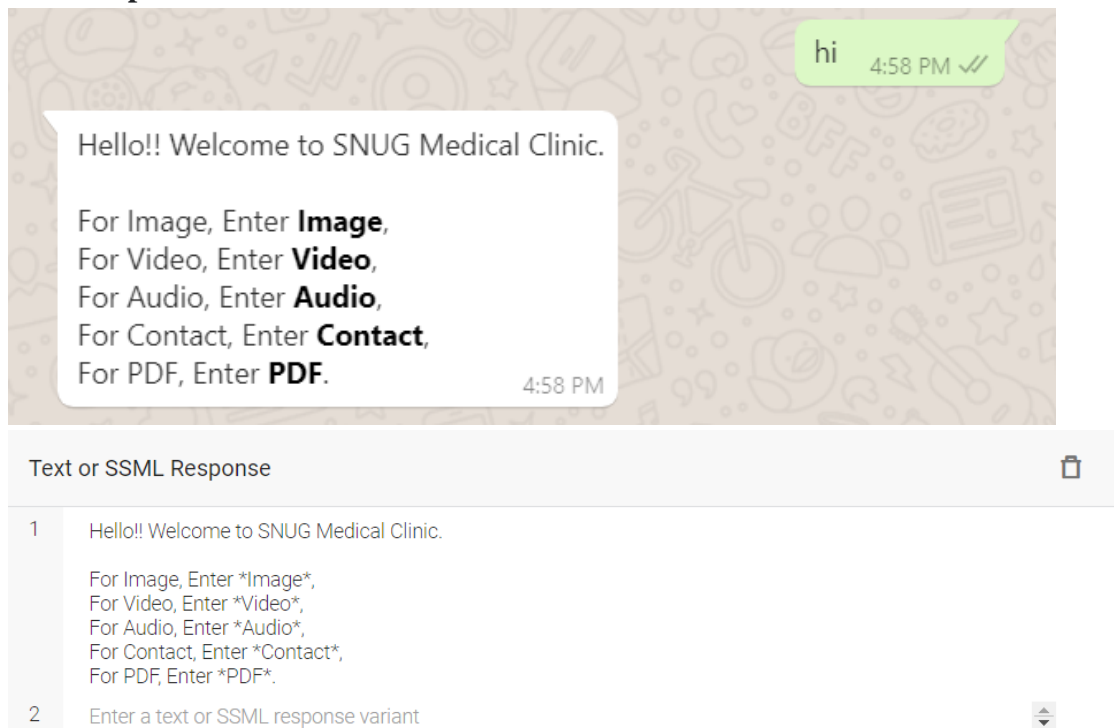 hi
4:58 PM
Hello!! Welcome to SNUG Medical Clinic.
For Image, Enter Image,
For Video, Enter Video,
For Audio, Enter Audio,
For Contact, Enter Contact,
For PDF, Enter PDF.
4:58 PM
Text or SSML Response
1 Hello!! Welcome to SNUG Medical Clinic.
For Image, Enter *Image*,
For Video, Enter *Video*,
For Audio, Enter *Audio*,
For Contact, Enter *Contact*,
For PDF, Enter *PDF*.
2 Enter a text or SSML response variant